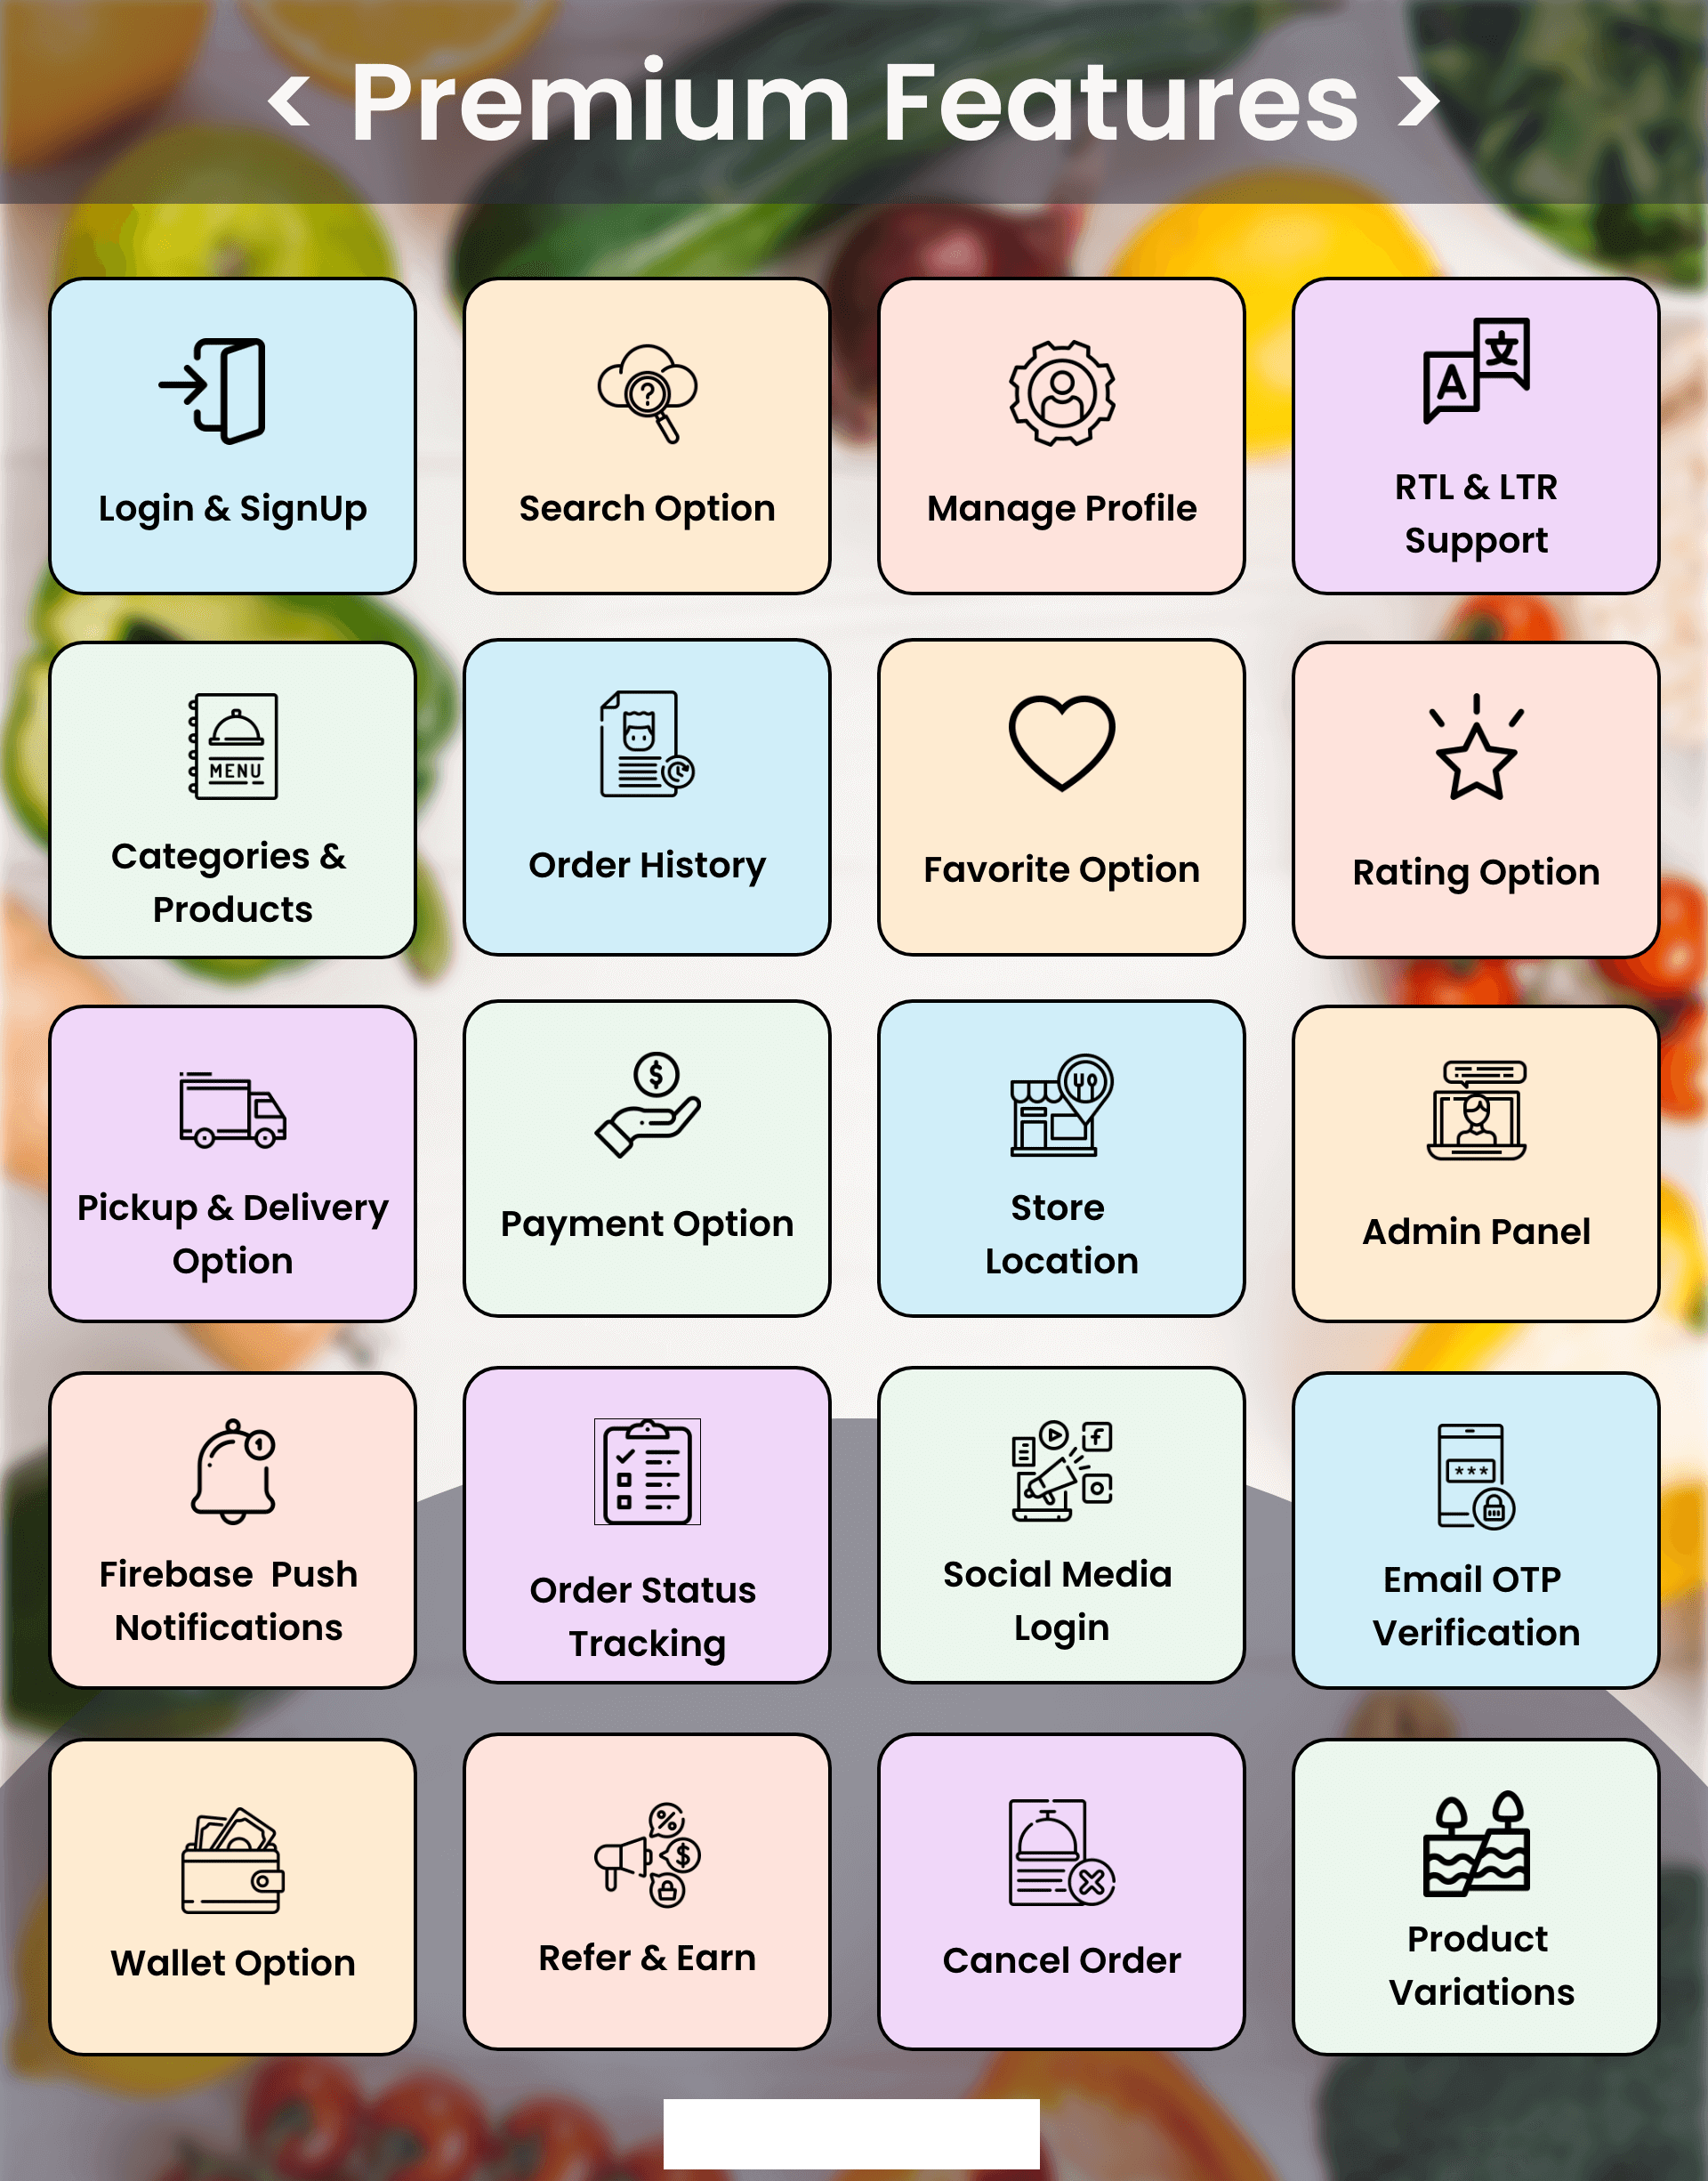 < Premium Features >
Login & SignUp
Search Option
Manage Profile
A 文
RTL & LTR
Support
MENU
Categories &
Products
Order History
Favorite Option
Rating Option
Pickup & Delivery
Option
$
Payment Option
Store
Location
Admin Panel
1
Firebase  Push
Notifications
Order Status
Tracking
f
Social Media
Login
***
Email OTP
Verification
Wallet Option
%
$
Refer & Earn
Cancel Order
Product
Variations